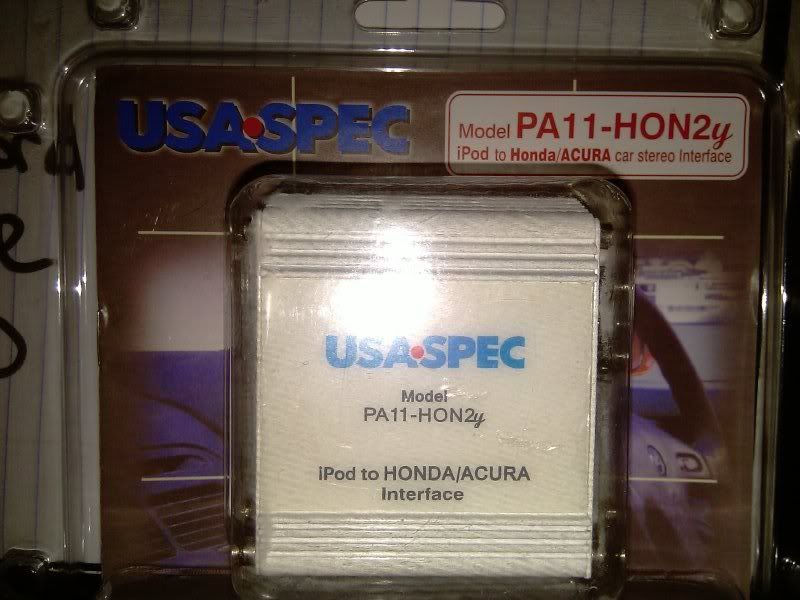 USA·SPEC
Model PA11-HON2y
iPod to Honda/ACURA car stereo Interface
USA·SPEC
Model
PA11-HON2y
iPod to HONDA/ACURA
Interface